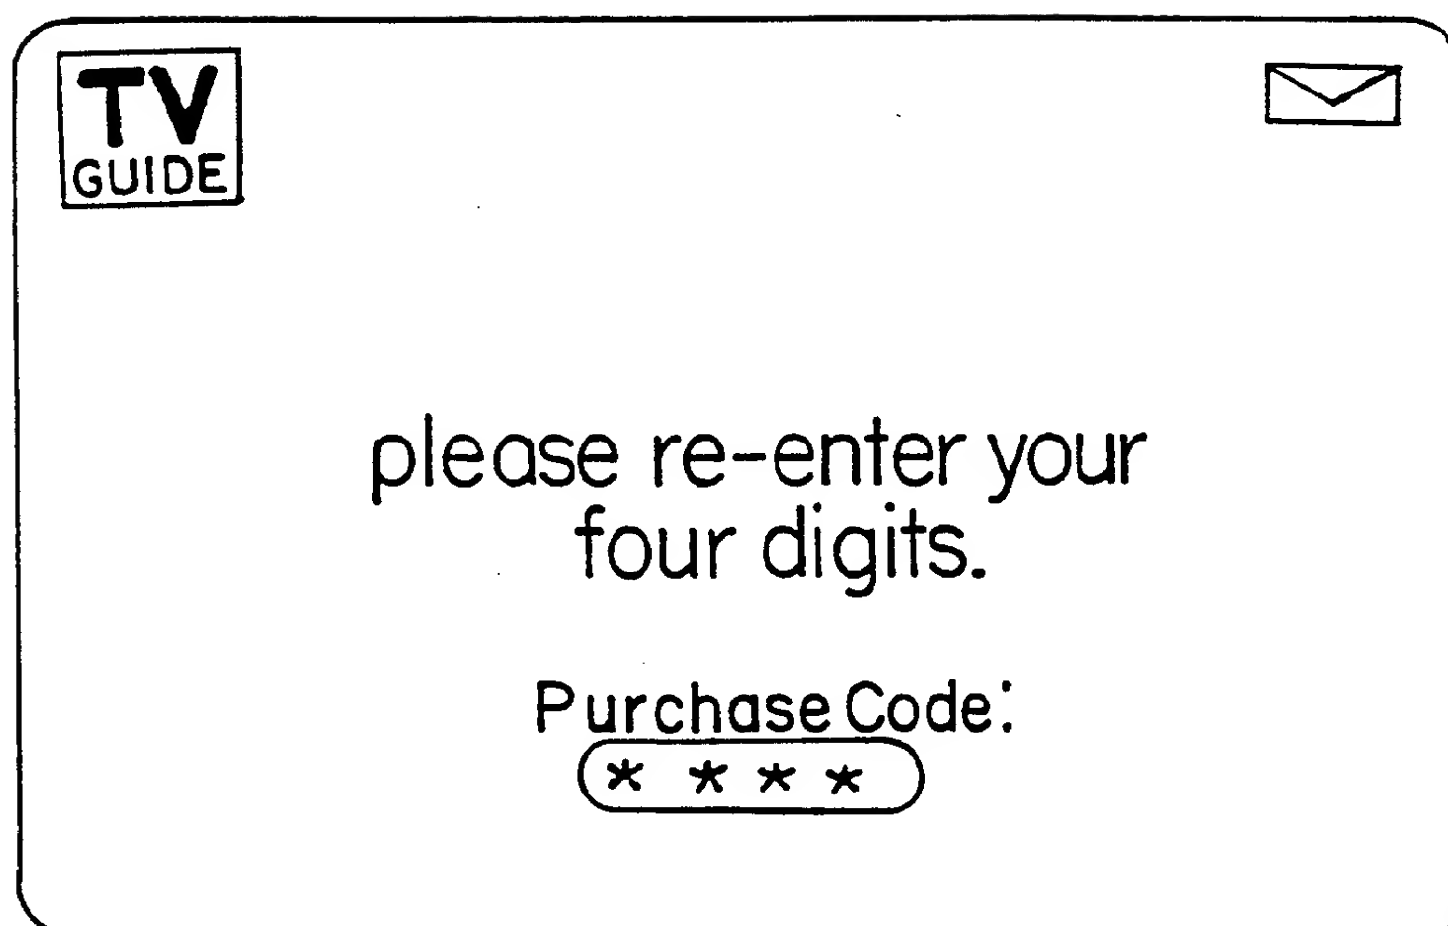 TV
GUIDE
please re-enter your
four digits.
Purchase Code:
* * * *